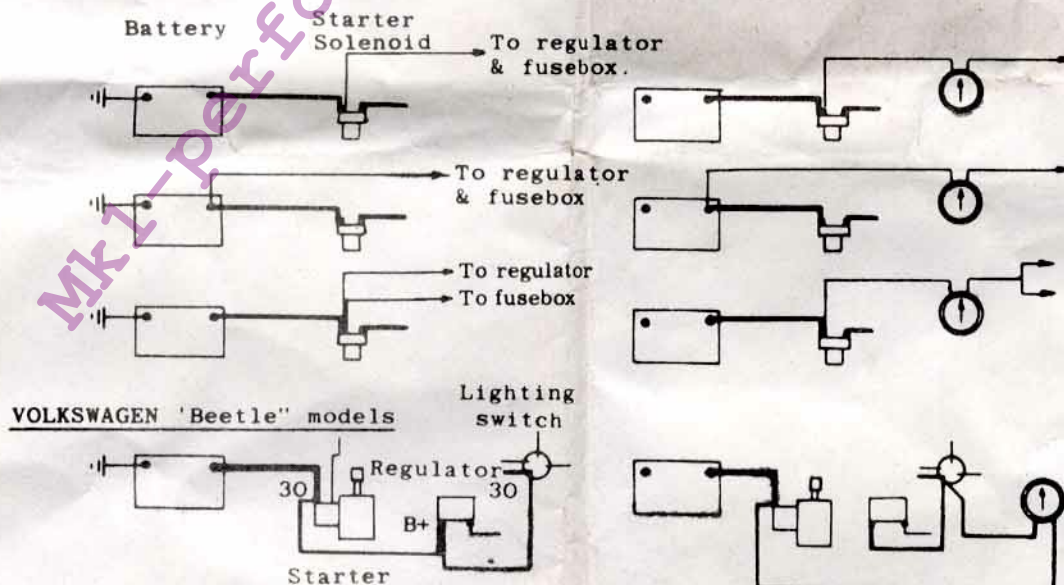 Battery
Starter
Solenoid
To regulator
& fusebox.
To regulator
& fusebox
To regulator
To fusebox
VOLKSWAGEN 'Beetle" models
Lighting
switch
Regulator
30
30
B+
Starter
Mk1-perfo